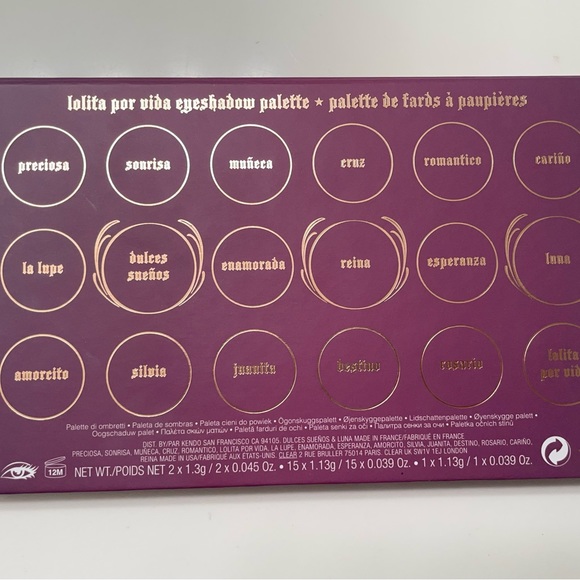 lolita por vida eyeshadow palette ★ palette de fards à paupières
preciosa sonrisa muñeca cruz romantico cariño
la lupe dulces sueños enamorada reina esperanza luna
amorcito silvia juanita destino rosario lolita por vida
Palette di ombretti • Paleta de sombras • Paleta cieni do powiek • Ögonskuggspalett • Øjenskyggepalette • Lidschattenpalette • Øyenskygge palett •
Oogschaduw palet • Παλέτα σκιών ματιών • Paletă farduri de ochi • Paleta senki za oči • Палитра сенки за очи • Paletka očních stínů
DIST. BY/PAR KENDO SAN FRANCISCO CA 94105. DULCES SUEÑOS & LUNA MADE IN FRANCE/FABRIQUÉ EN FRANCE
PRECIOSA, SONRISA, MUÑECA, CRUZ, ROMANTICO, LOLITA POR VIDA, LA LUPE, ENAMORADA, ESPERANZA, AMORCITO, SILVIA, JUANITA, DESTINO, ROSARIO, CARIÑO,
REINA MADE IN USA/FABRIQUÉ AUX ÉTATS-UNIS. CLEAR 2 RUE BRULLER 75014 PARIS. CLEAR UK SW1V 1EJ LONDON
12M NET WT./POIDS NET 2 x 1.3g / 2 x 0.045 Oz. • 15 x 1.13g / 15 x 0.039 Oz. • 1 x 1.13g / 1 x 0.039 Oz.